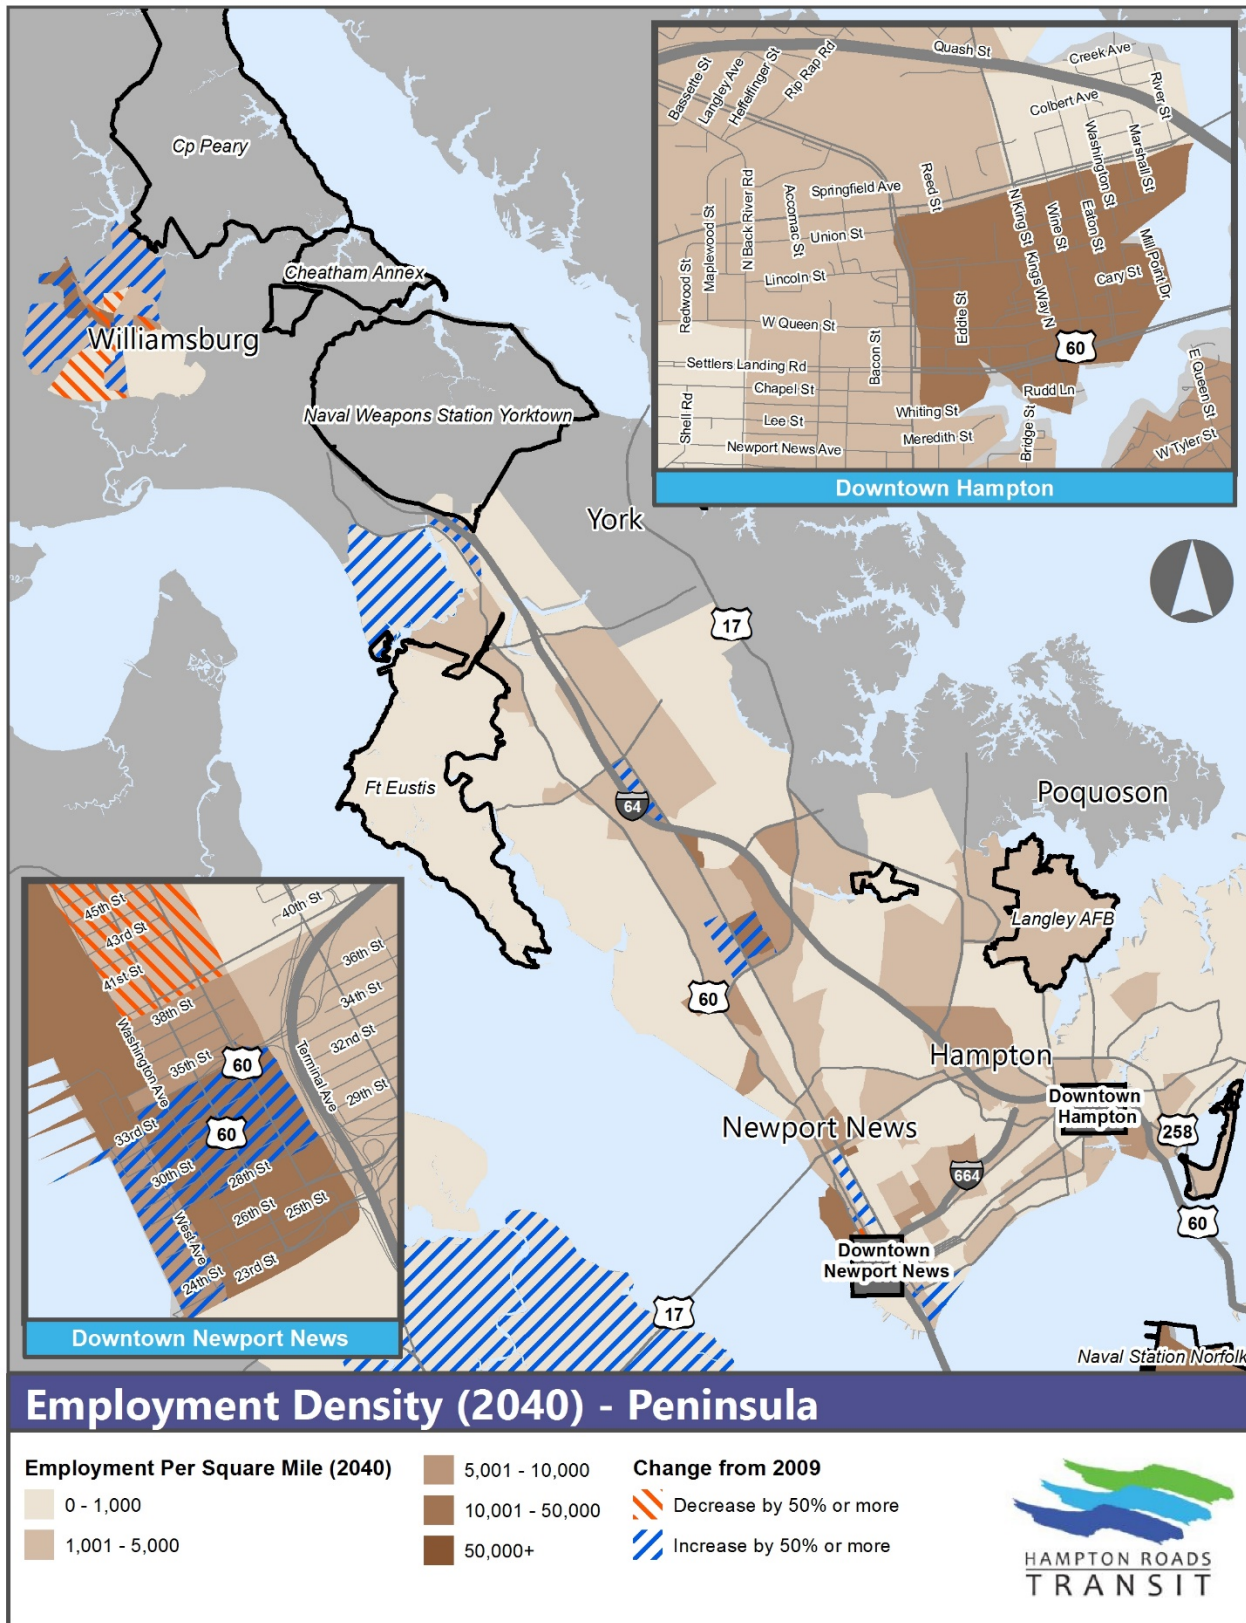 Cp Peary
Cheatham Annex
Williamsburg
Naval Weapons Station Yorktown
York
17
Ft Eustis
64
Poquoson
Langley AFB
60
Hampton
Newport News
Downtown
Hampton
258
664
60
Downtown
Newport News
17
Naval Station Norfolk
Quash St
Creek Ave
Bassette St
Langley Ave
Heffelfinger St
Rip Rap Rd
River St
Colbert Ave
Washington St
Marshall St
Reed St
Springfield Ave
N Back River Rd
Accomac St
Maplewood St
N King St
Wine St
Eaton St
Union St
Mill Point Dr
Lincoln St
Cary St
Redwood St
Kings Way N
Eddie St
W Queen St
60
Bacon St
Settlers Landing Rd
E Queen St
Chapel St
Rudd Ln
Shell Rd
Whiting St
Lee St
Bridge St
Meredith St
Newport News Ave
W Tyler St
Downtown Hampton
45th St
40th St
43rd St
36th St
41st St
34th St
38th St
Washington Ave
32nd St
35th St
60
Terminal Ave
29th St
33rd St
60
30th St
28th St
26th St
25th St
West Ave
24th St
23rd St
Downtown Newport News
Employment Density (2040) - Peninsula
Employment Per Square Mile (2040)
0 - 1,000
1,001 - 5,000
5,001 - 10,000
10,001 - 50,000
50,000+
Change from 2009
Decrease by 50% or more
Increase by 50% or more
HAMPTON ROADS
TRANSIT